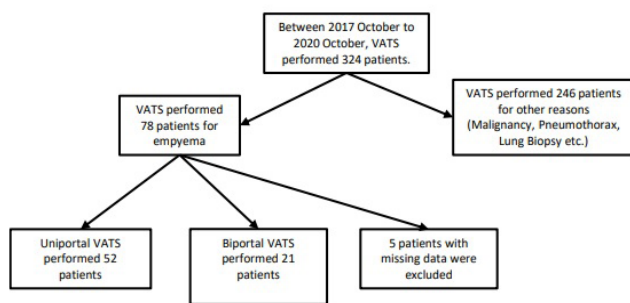 Between 2017 October to
2020 October, VATS
performed 324 patients.
VATS performed
78 patients for
empyema
VATS performed 246 patients
for other reasons
(Malignancy, Pneumothorax,
Lung Biopsy etc.)
Uniportal VATS
performed 52
patients
Biportal VATS
performed 21
patients
5 patients with
missing data were
excluded